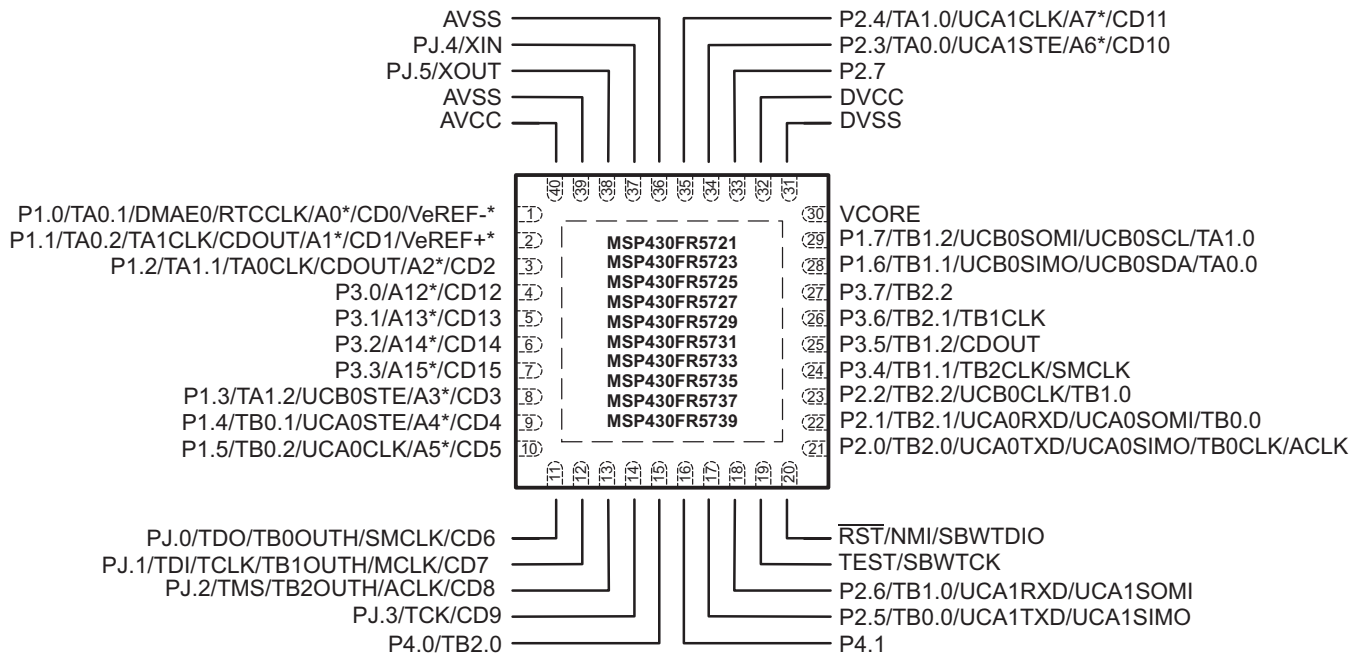 AVSS
PJ.4/XIN
PJ.5/XOUT
AVSS
AVCC
P2.4/TA1.0/UCA1CLK/A7*/CD11
P2.3/TA0.0/UCA1STE/A6*/CD10
P2.7
DVCC
DVSS
40 39 38 37 36 35 34 33 32 31
P1.0/TA0.1/DMAE0/RTCCLK/A0*/CD0/VeREF-* 1
P1.1/TA0.2/TA1CLK/CDOUT/A1*/CD1/VeREF+* 2
P1.2/TA1.1/TA0CLK/CDOUT/A2*/CD2 3
P3.0/A12*/CD12 4
P3.1/A13*/CD13 5
P3.2/A14*/CD14 6
P3.3/A15*/CD15 7
P1.3/TA1.2/UCB0STE/A3*/CD3 8
P1.4/TB0.1/UCA0STE/A4*/CD4 9
P1.5/TB0.2/UCA0CLK/A5*/CD5 10
MSP430FR5721
MSP430FR5723
MSP430FR5725
MSP430FR5727
MSP430FR5729
MSP430FR5731
MSP430FR5733
MSP430FR5735
MSP430FR5737
MSP430FR5739
30 VCORE
29 P1.7/TB1.2/UCB0SOMI/UCB0SCL/TA1.0
28 P1.6/TB1.1/UCB0SIMO/UCB0SDA/TA0.0
27 P3.7/TB2.2
26 P3.6/TB2.1/TB1CLK
25 P3.5/TB1.2/CDOUT
24 P3.4/TB1.1/TB2CLK/SMCLK
23 P2.2/TB2.2/UCB0CLK/TB1.0
22 P2.1/TB2.1/UCA0RXD/UCA0SOMI/TB0.0
21 P2.0/TB2.0/UCA0TXD/UCA0SIMO/TB0CLK/ACLK
11 12 13 14 15 16 17 18 19 20
PJ.0/TDO/TB0OUTH/SMCLK/CD6
PJ.1/TDI/TCLK/TB1OUTH/MCLK/CD7
PJ.2/TMS/TB2OUTH/ACLK/CD8
PJ.3/TCK/CD9
P4.0/TB2.0
RST/NMI/SBWTDIO
TEST/SBWTCK
P2.6/TB1.0/UCA1RXD/UCA1SOMI
P2.5/TB0.0/UCA1TXD/UCA1SIMO
P4.1